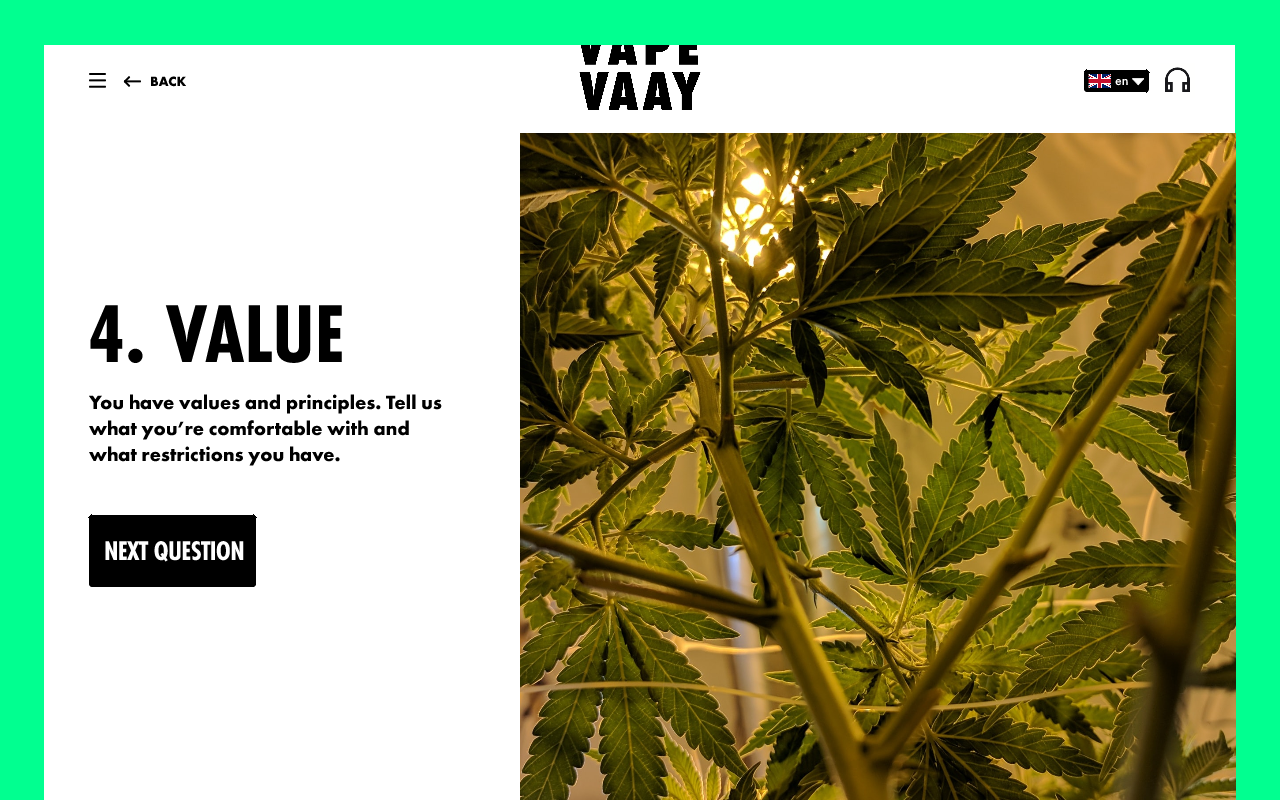 VAPE
VAAY
BACK
en
4. VALUE
You have values and principles. Tell us
what you’re comfortable with and
what restrictions you have.
NEXT QUESTION